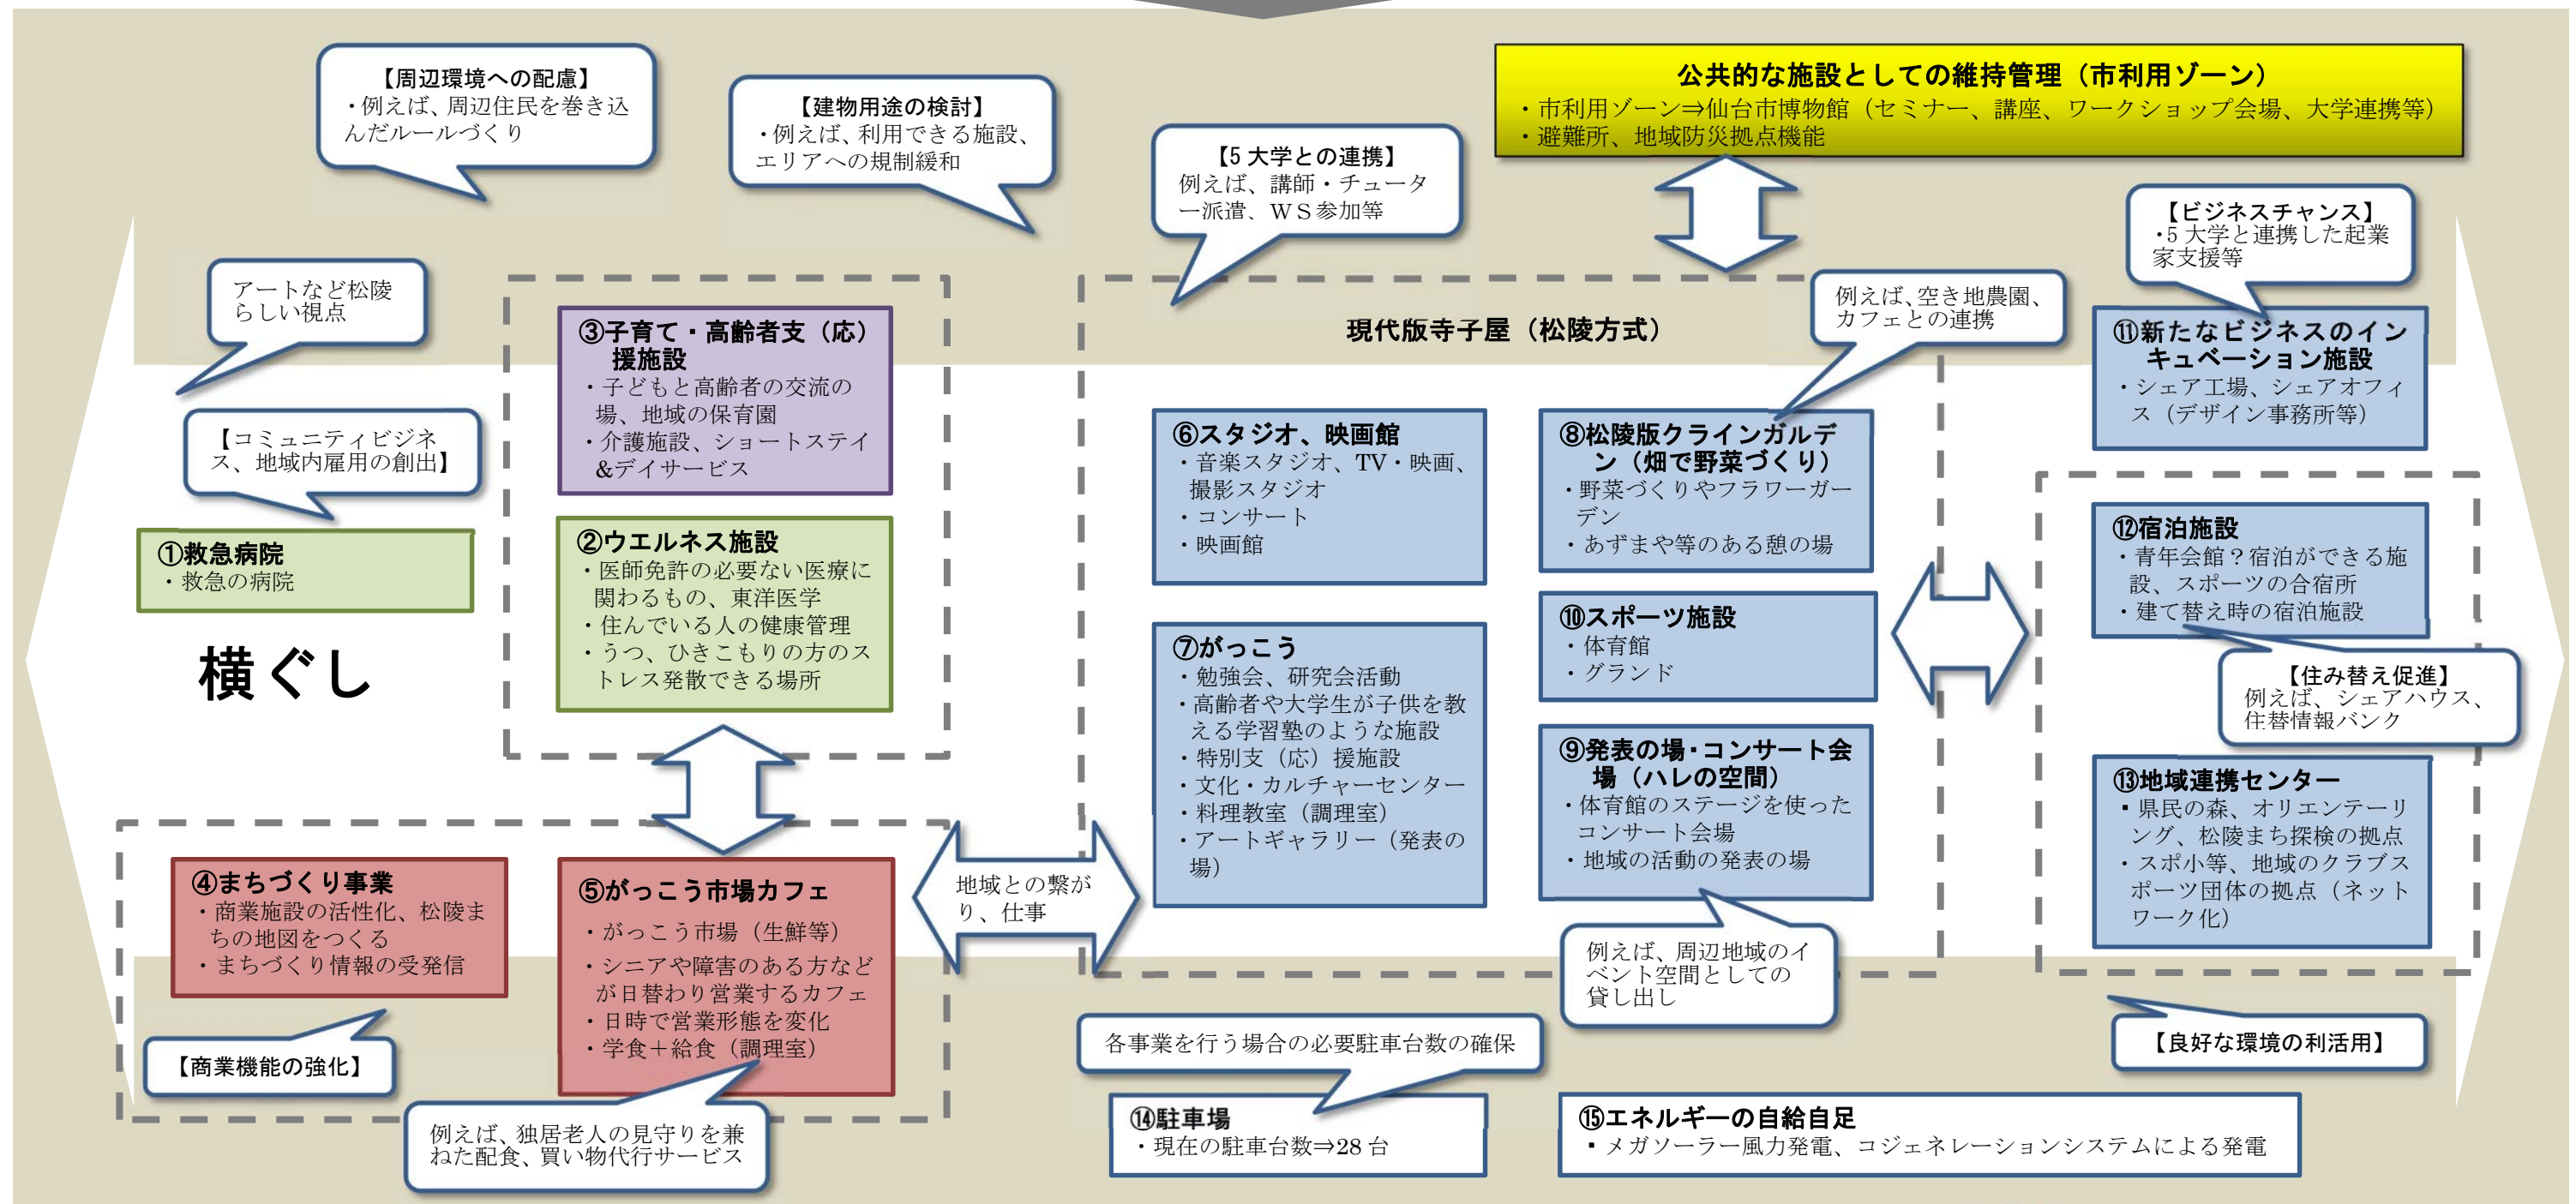 【周辺環境への配慮】
・例えば、周辺住民を巻き込
んだルールづくり
【建物用途の検討】
・例えば、利用できる施設、
エリアへの規制緩和
【5大学との連携】
例えば、講師・チュータ
ー派遣、ＷＳ参加等
公共的な施設としての維持管理（市利用ゾーン）
・市利用ゾーン⇒仙台市博物館（セミナー、講座、ワークショップ会場、大学連携等）
・避難所、地域防災拠点機能
【ビジネスチャンス】
・5大学と連携した起業
家支援等
アートなど松陵
らしい視点
【コミュニティビジネ
ス、地域内雇用の創出】
①救急病院
・救急の病院
横ぐし
③子育て・高齢者支（応）
援施設
・子どもと高齢者の交流の
場、地域の保育園
・介護施設、ショートステイ
&デイサービス
②ウエルネス施設
・医師免許の必要ない医療に
関わるもの、東洋医学
・住んでいる人の健康管理
・うつ、ひきこもりの方のス
トレス発散できる場所
④まちづくり事業
・商業施設の活性化、松陵ま
ちの地図をつくる
・まちづくり情報の受発信
【商業機能の強化】
⑤がっこう市場カフェ
・がっこう市場（生鮮等）
・シニアや障害のある方など
が日替わり営業するカフェ
・日時で営業形態を変化
・学食＋給食（調理室）
例えば、独居老人の見守りを兼
ねた配食、買い物代行サービス
地域との繋が
り、仕事
現代版寺子屋（松陵方式）
例えば、空き地農園、
カフェとの連携
⑥スタジオ、映画館
・音楽スタジオ、TV・映画、
撮影スタジオ
・コンサート
・映画館
⑦がっこう
・勉強会、研究会活動
・高齢者や大学生が子供を教
える学習塾のような施設
・特別支（応）援施設
・文化・カルチャーセンター
・料理教室（調理室）
・アートギャラリー（発表の
場）
⑧松陵版クラインガルデ
ン（畑で野菜づくり）
・野菜づくりやフラワーガー
デン
・あずまや等のある憩の場
⑩スポーツ施設
・体育館
・グランド
⑨発表の場・コンサート会
場（ハレの空間）
・体育館のステージを使った
コンサート会場
・地域の活動の発表の場
例えば、周辺地域のイ
ベント空間としての
貸し出し
⑪新たなビジネスのイン
キュベーション施設
・シェア工場、シェアオフィ
ス（デザイン事務所等）
⑫宿泊施設
・青年会館？宿泊ができる施
設、スポーツの合宿所
・建て替え時の宿泊施設
【住み替え促進】
例えば、シェアハウス、
住替情報バンク
⑬地域連携センター
▪県民の森、オリエンテーリ
ング、松陵まち探検の拠点
・スポ小等、地域のクラブス
ポーツ団体の拠点（ネット
ワーク化）
【良好な環境の利活用】
各事業を行う場合の必要駐車台数の確保
⑭駐車場
・現在の駐車台数⇒28台
⑮エネルギーの自給自足
▪メガソーラー風力発電、コジェネレーションシステムによる発電